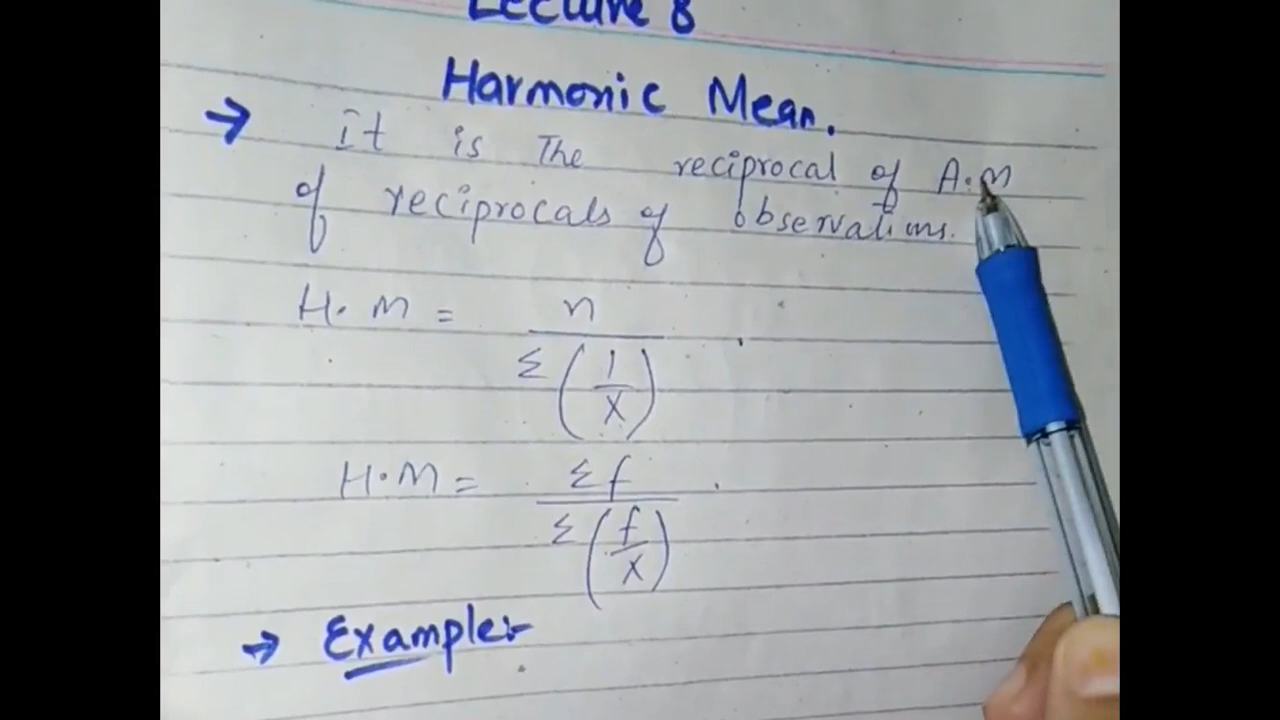 Lecture 8
Harmonic Mean.
→ It is The reciprocal of A.M
of reciprocals of observations.
H.M = n / Σ(1/x)
H.M = Σf / Σ(f/x)
→ Example:-